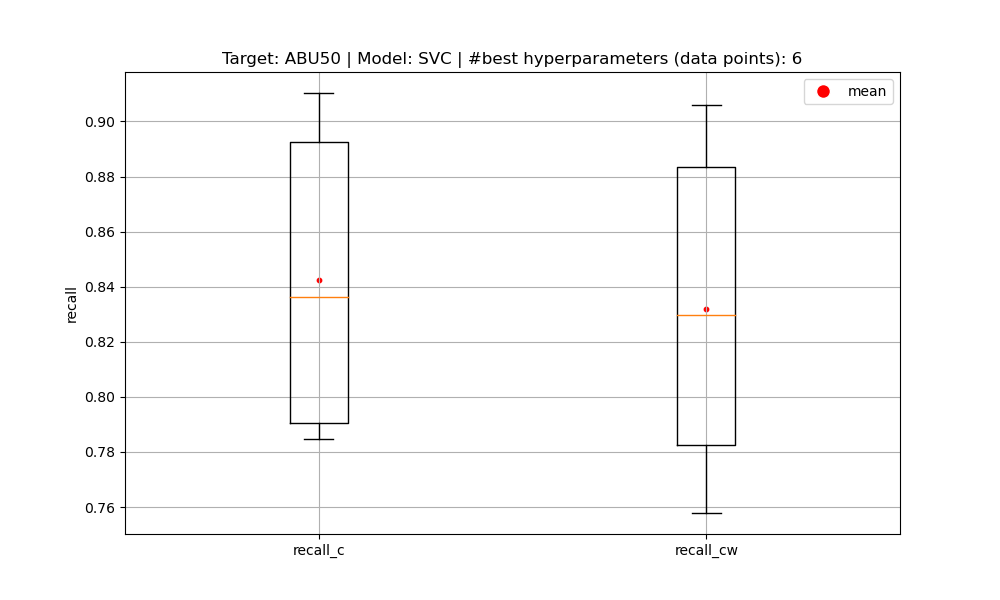 Target: ABU50 | Model: SVC | #best hyperparameters (data points): 6
mean
0.90
0.88
0.86
0.84
0.82
0.80
0.78
0.76
recall
recall_c
recall_cw